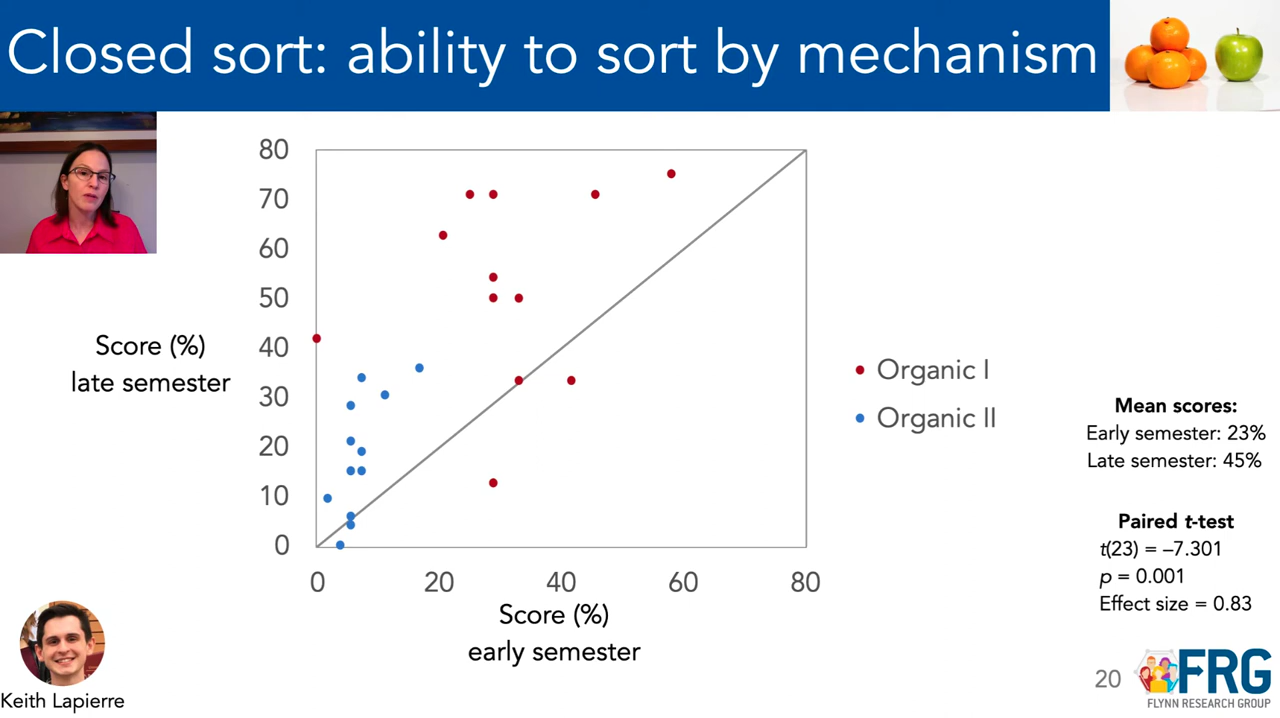 Closed sort: ability to sort by mechanism
80
70
60
50
40
30
20
10
0
Score (%)
late semester
0
20
40
60
80
Score (%)
early semester
Organic I
Organic II
Mean scores:
Early semester: 23%
Late semester: 45%
Paired t-test
t(23) = –7.301
p = 0.001
Effect size = 0.83
Keith Lapierre
20
FRG
FLYNN RESEARCH GROUP